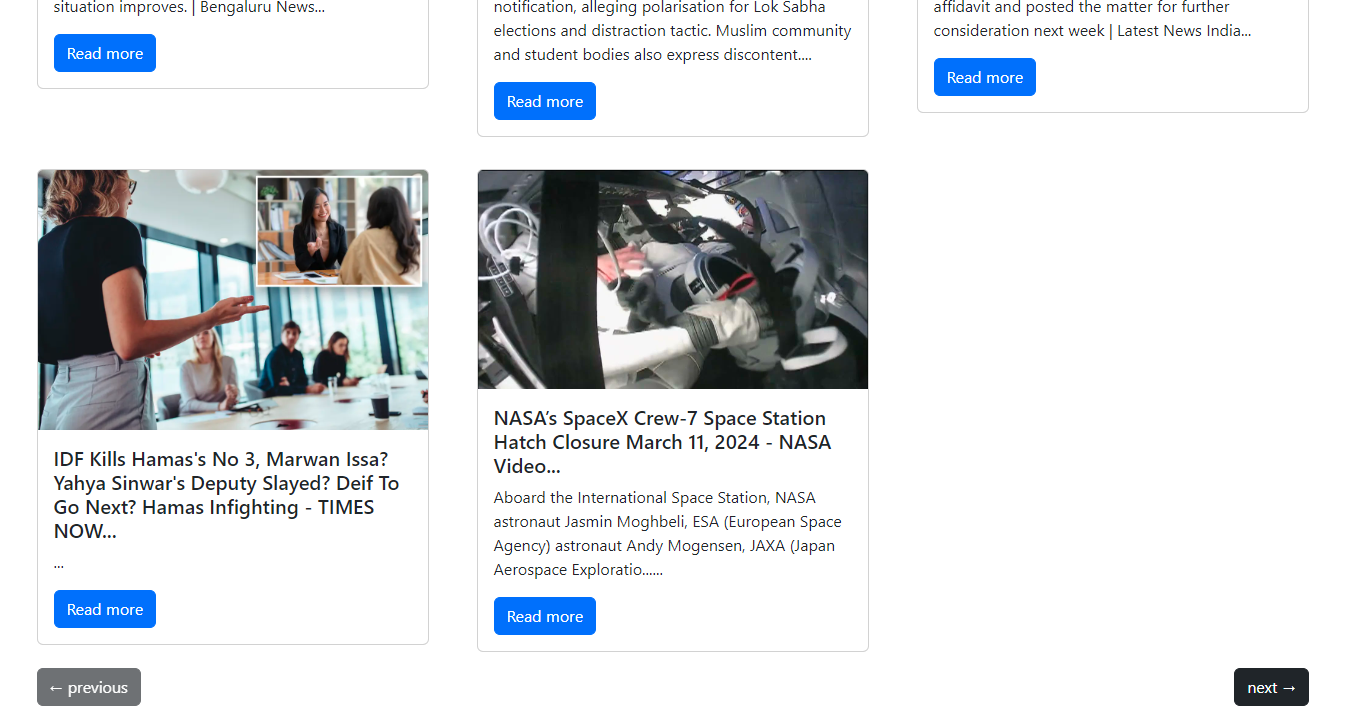 situation improves. | Bengaluru News...
Read more
notification, alleging polarisation for Lok Sabha
elections and distraction tactic. Muslim community
and student bodies also express discontent....
Read more
affidavit and posted the matter for further
consideration next week | Latest News India...
Read more
IDF Kills Hamas's No 3, Marwan Issa?
Yahya Sinwar's Deputy Slayed? Deif To
Go Next? Hamas Infighting - TIMES
NOW...
...
Read more
NASA’s SpaceX Crew-7 Space Station
Hatch Closure March 11, 2024 - NASA
Video...
Aboard the International Space Station, NASA
astronaut Jasmin Moghbeli, ESA (European Space
Agency) astronaut Andy Mogensen, JAXA (Japan
Aerospace Exploratio......
Read more
← previous
next →